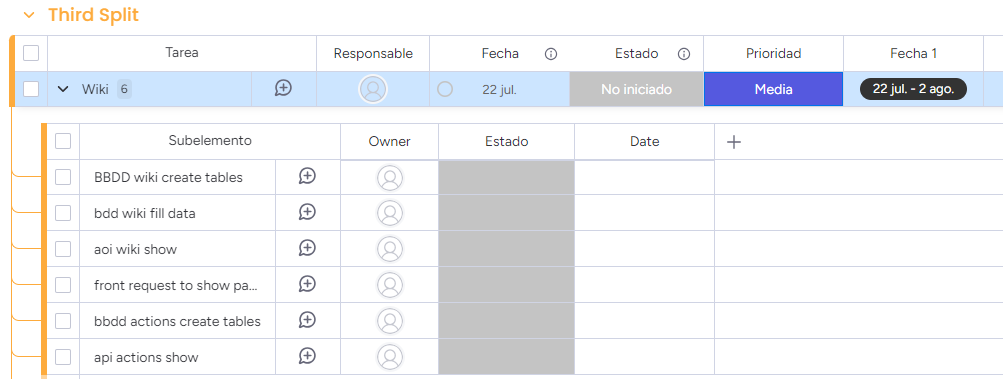 Third Split
Tarea Responsable Fecha Estado Prioridad Fecha 1
Wiki 6 22 jul. No iniciado Media 22 jul. - 2 ago.
Subelemento Owner Estado Date
BBDD wiki create tables
bdd wiki fill data
aoi wiki show
front request to show pa...
bbdd actions create tables
api actions show